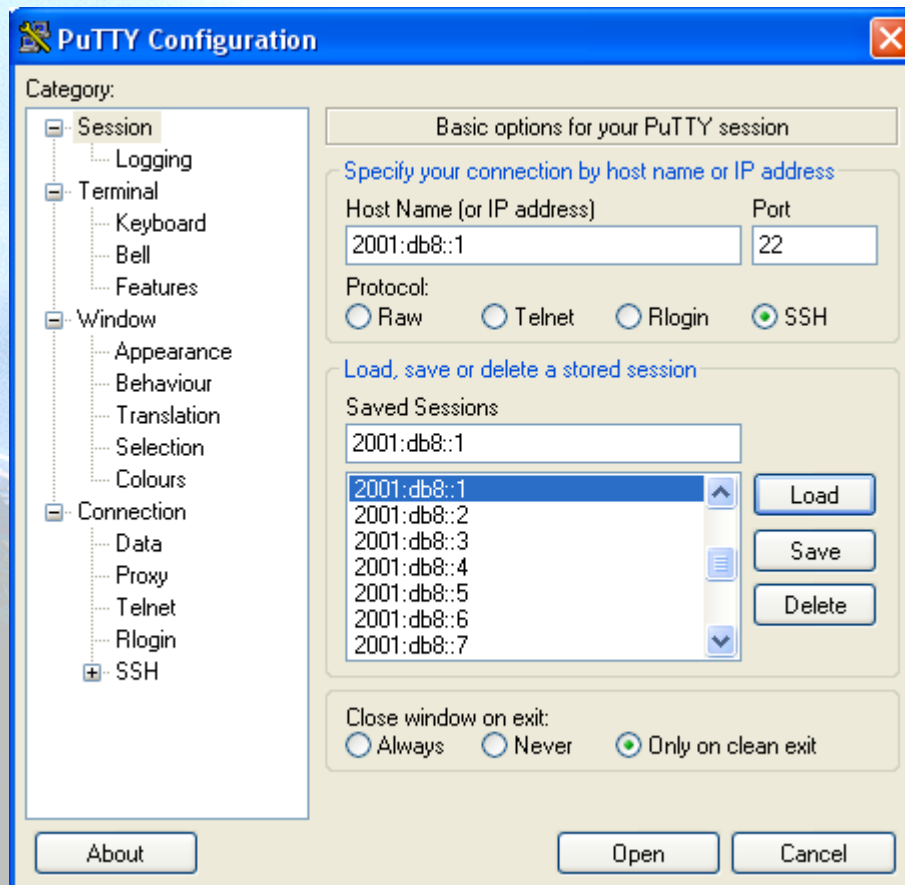 PuTTY Configuration
Category:
Session
Logging
Terminal
Keyboard
Bell
Features
Window
Appearance
Behaviour
Translation
Selection
Colours
Connection
Data
Proxy
Telnet
Rlogin
SSH
Basic options for your PuTTY session
Specify your connection by host name or IP address
Host Name (or IP address) Port
2001:db8::1 22
Protocol:
Raw Telnet Rlogin SSH
Load, save or delete a stored session
Saved Sessions
2001:db8::1
2001:db8::1
2001:db8::2
2001:db8::3
2001:db8::4
2001:db8::5
2001:db8::6
2001:db8::7
Load
Save
Delete
Close window on exit:
Always Never Only on clean exit
About Open Cancel